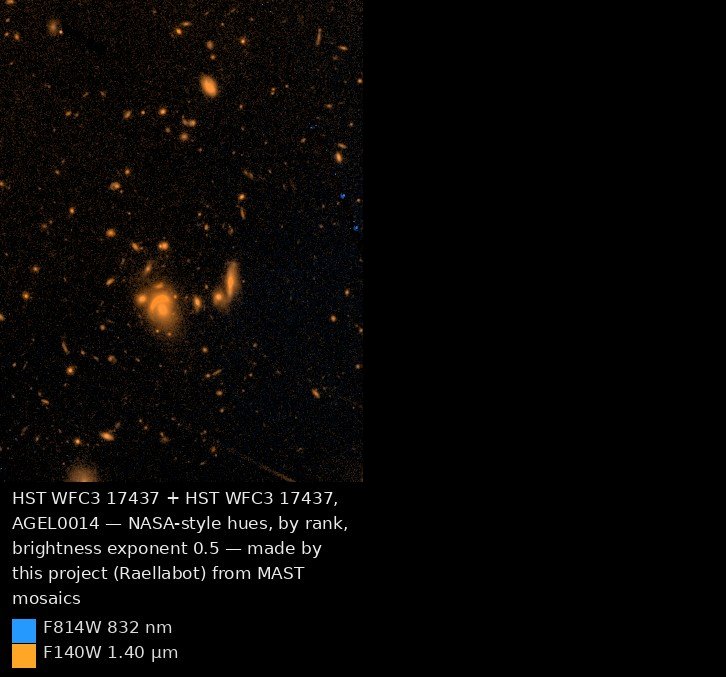 HST WFC3 17437 + HST WFC3 17437,
AGEL0014 — NASA-style hues, by rank,
brightness exponent 0.5 — made by
this project (Raellabot) from MAST
mosaics
F814W 832 nm
F140W 1.40 µm